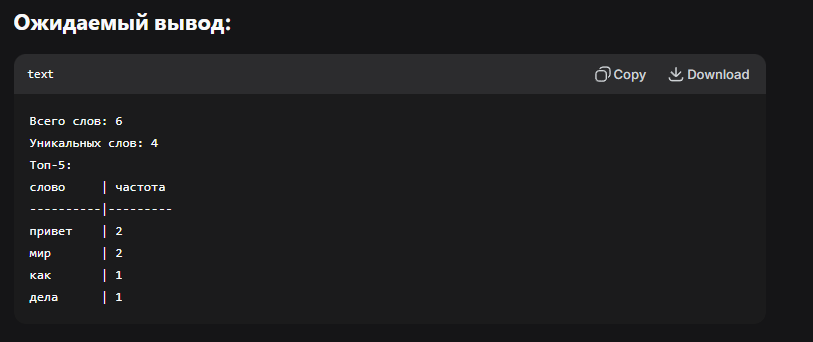 Ожидаемый вывод:
text Copy Download
Всего слов: 6
Уникальных слов: 4
Топ-5:
слово     | частота
----------|---------
привет    | 2
мир       | 2
как       | 1
дела      | 1